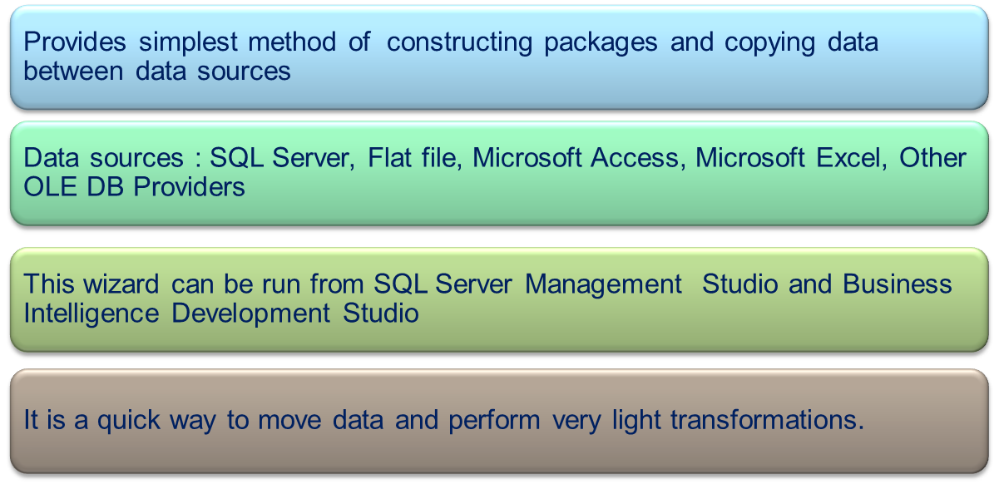 Provides simplest method of constructing packages and copying data
between data sources
Data sources : SQL Server, Flat file, Microsoft Access, Microsoft Excel, Other
OLE DB Providers
This wizard can be run from SQL Server Management Studio and Business
Intelligence Development Studio
It is a quick way to move data and perform very light transformations.